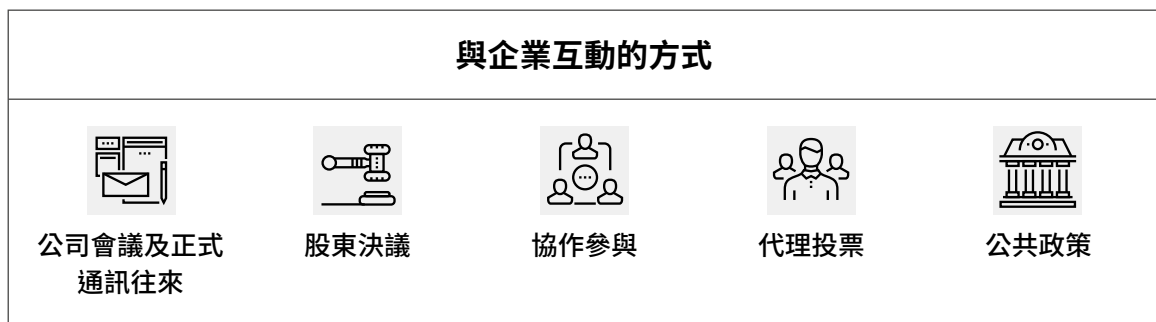 與企業互動的方式
公司會議及正式
通訊往來
股東決議
協作參與
代理投票
公共政策